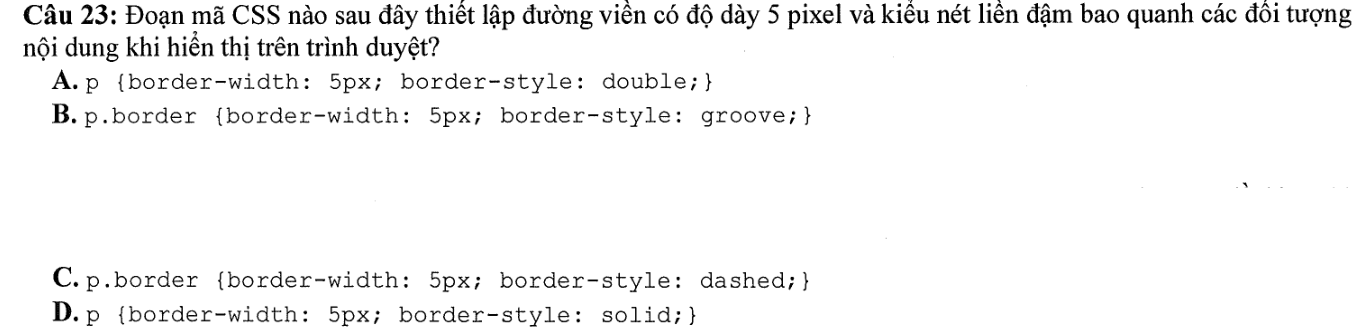 Câu 23: Đoạn mã CSS nào sau đây thiết lập đường viền có độ dày 5 pixel và kiểu nét liền đậm bao quanh các đối tượng
nội dung khi hiển thị trên trình duyệt?
A. p {border-width: 5px; border-style: double;}
B. p.border {border-width: 5px; border-style: groove;}
C. p.border {border-width: 5px; border-style: dashed;}
D. p {border-width: 5px; border-style: solid;}